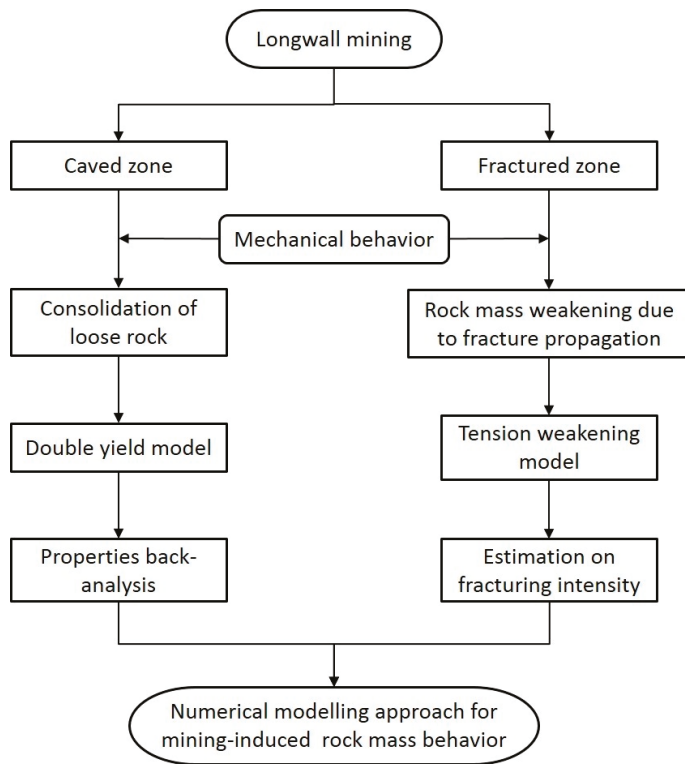 Longwall mining
Caved zone
Fractured zone
Mechanical behavior
Consolidation of
loose rock
Rock mass weakening due
to fracture propagation
Double yield model
Tension weakening
model
Properties back-
analysis
Estimation on
fracturing intensity
Numerical modelling approach for
mining-induced rock mass behavior